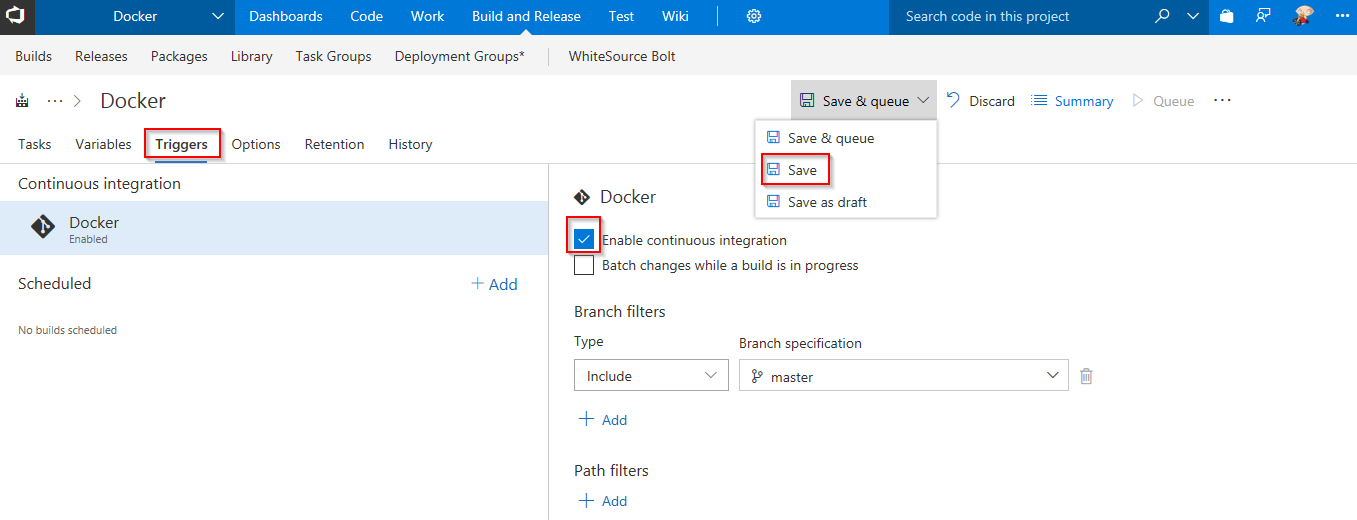 Docker Dashboards Code Work Build and Release Test Wiki Search code in this project
Builds Releases Packages Library Task Groups Deployment Groups* WhiteSource Bolt
··· Docker Save & queue Discard Summary Queue ···
Tasks Variables Triggers Options Retention History
Save & queue
Save
Save as draft
Continuous integration
Docker
Enabled
Scheduled + Add
No builds scheduled
Docker
Enable continuous integration
Batch changes while a build is in progress
Branch filters
Type Branch specification
Include master
+ Add
Path filters
+ Add